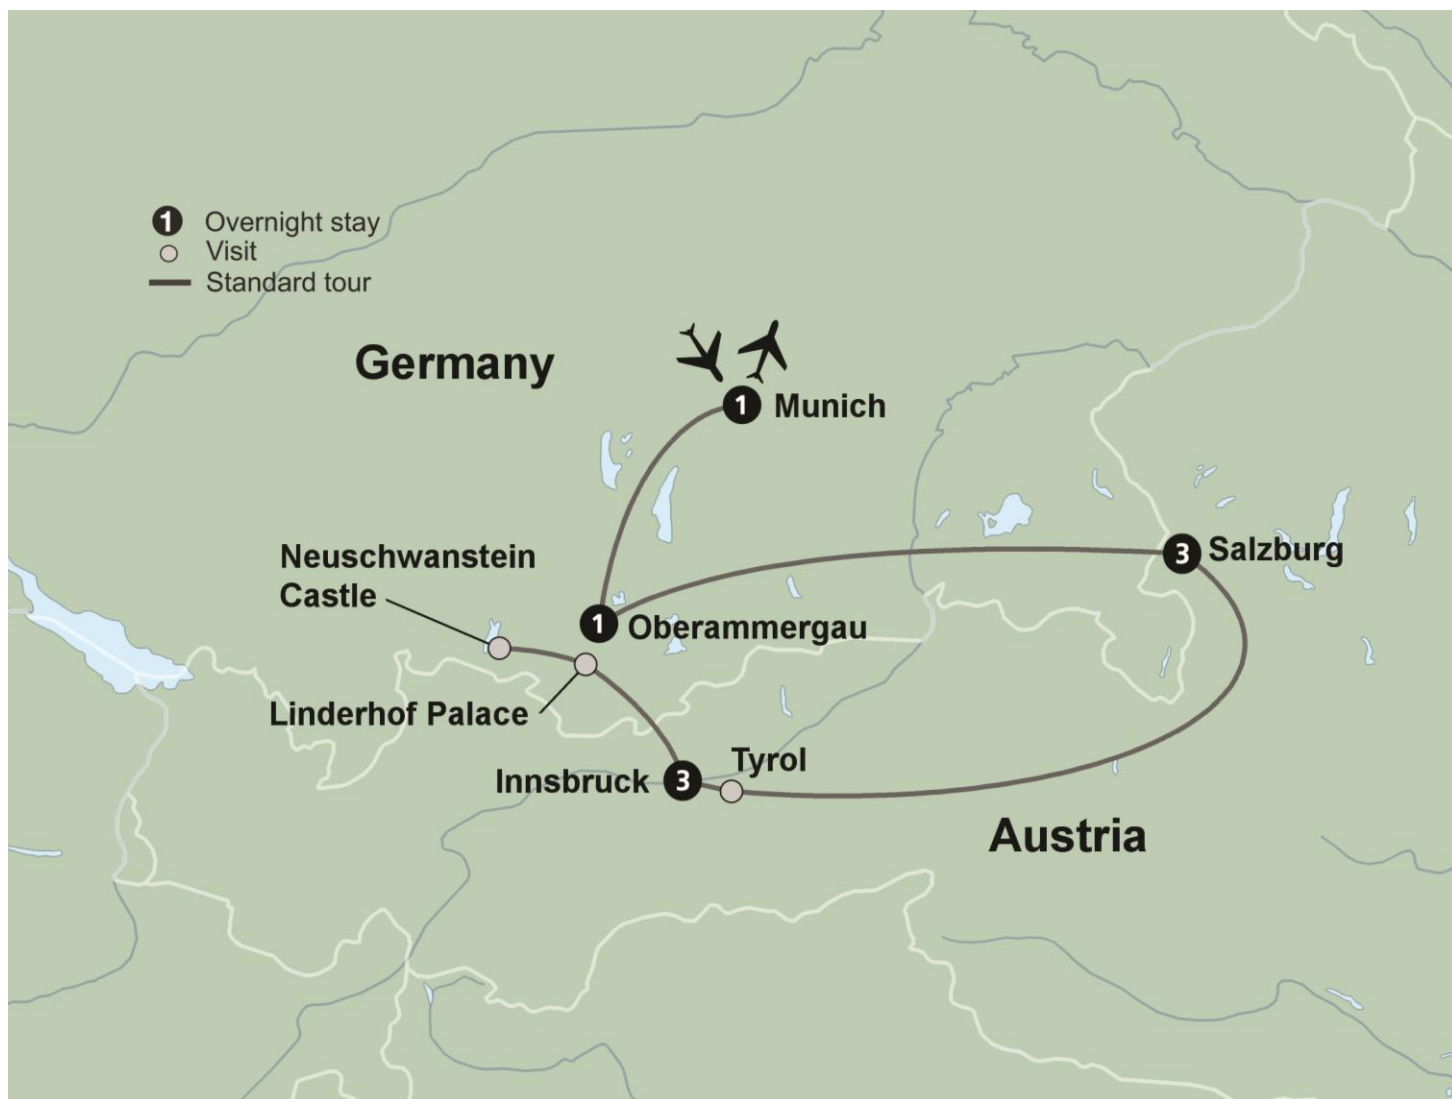 1 Overnight stay
Visit
Standard tour
Germany
1 Munich
Neuschwanstein
Castle
3 Salzburg
1 Oberammergau
Linderhof Palace
Tyrol
Innsbruck 3
Austria